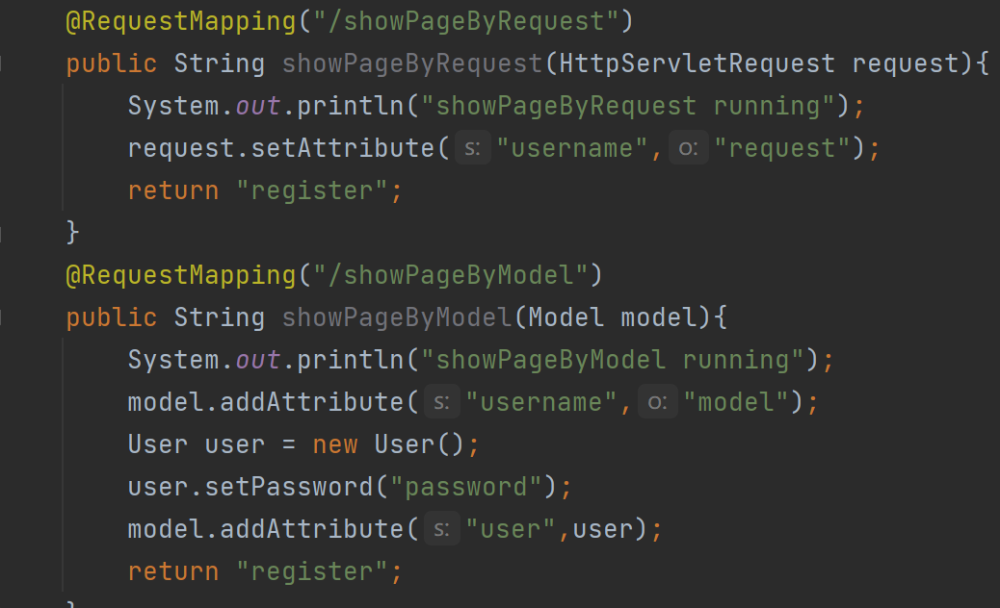 @RequestMapping("/showPageByRequest")
public String showPageByRequest(HttpServletRequest request){
System.out.println("showPageByRequest running");
request.setAttribute( s: "username", o: "request");
return "register";
}
@RequestMapping("/showPageByModel")
public String showPageByModel(Model model){
System.out.println("showPageByModel running");
model.addAttribute( s: "username", o: "model");
User user = new User();
user.setPassword("password");
model.addAttribute( s: "user",user);
return "register";
}